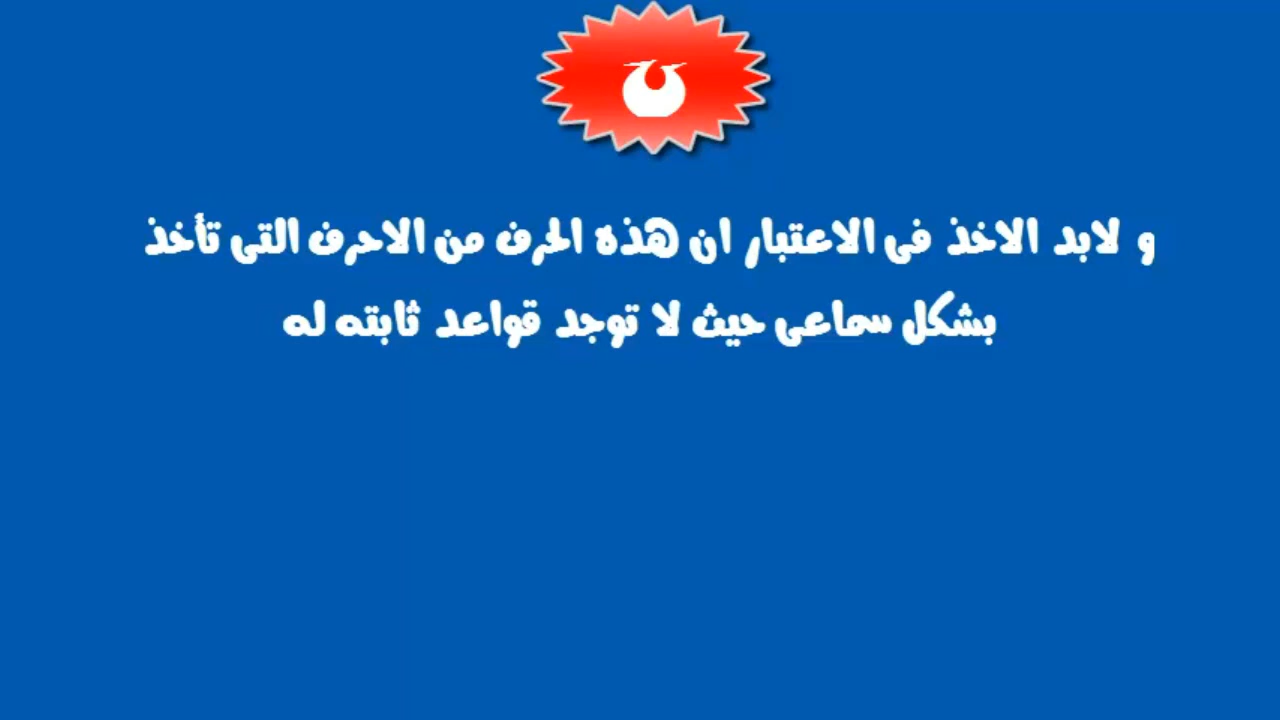 و لابد الاخذ فى الاعتبار ان هذه الحرف من الاحرف التى تأخذ
بشكل سماعى حيث لا توجد قواعد ثابته له